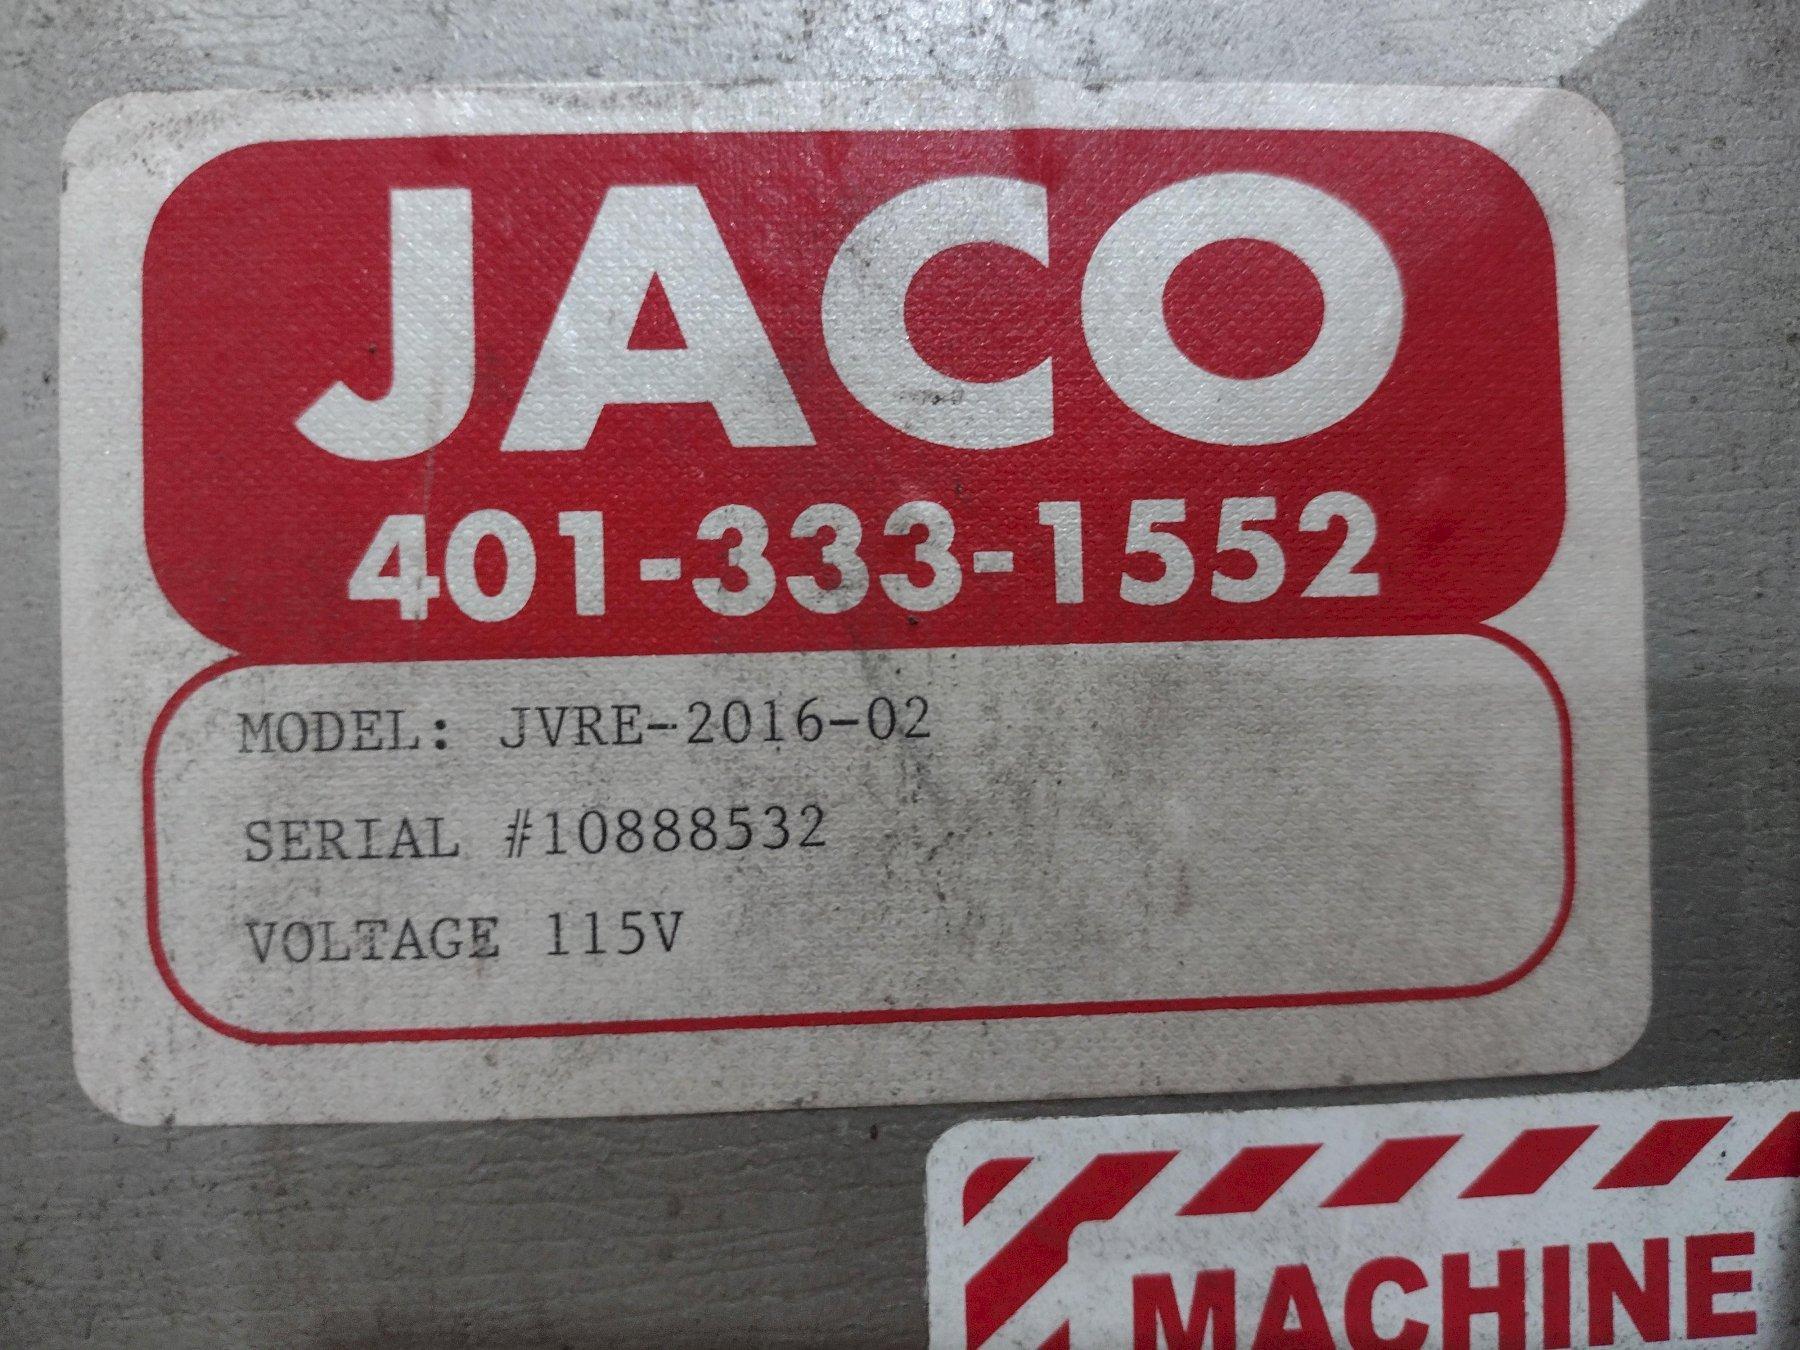 JACO
401-333-1552
MODEL: JVRE-2016-02
SERIAL #10888532
VOLTAGE 115V
MACHINE